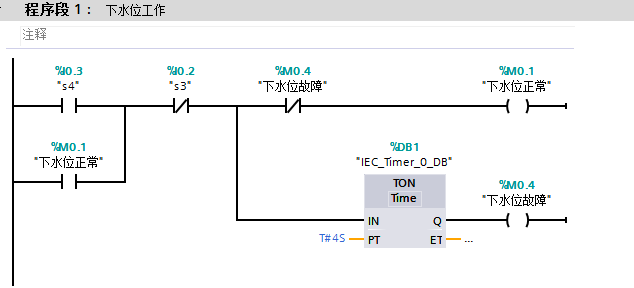 程序段 1： 下水位工作
注释
%I0.3 %I0.2 %M0.4 %M0.1
"s4" "s3" "下水位故障" "下水位正常"
%M0.1 %DB1
"下水位正常" "IEC_Timer_0_DB"
TON %M0.4
Time "下水位故障"
IN Q
T#4S PT ET ...